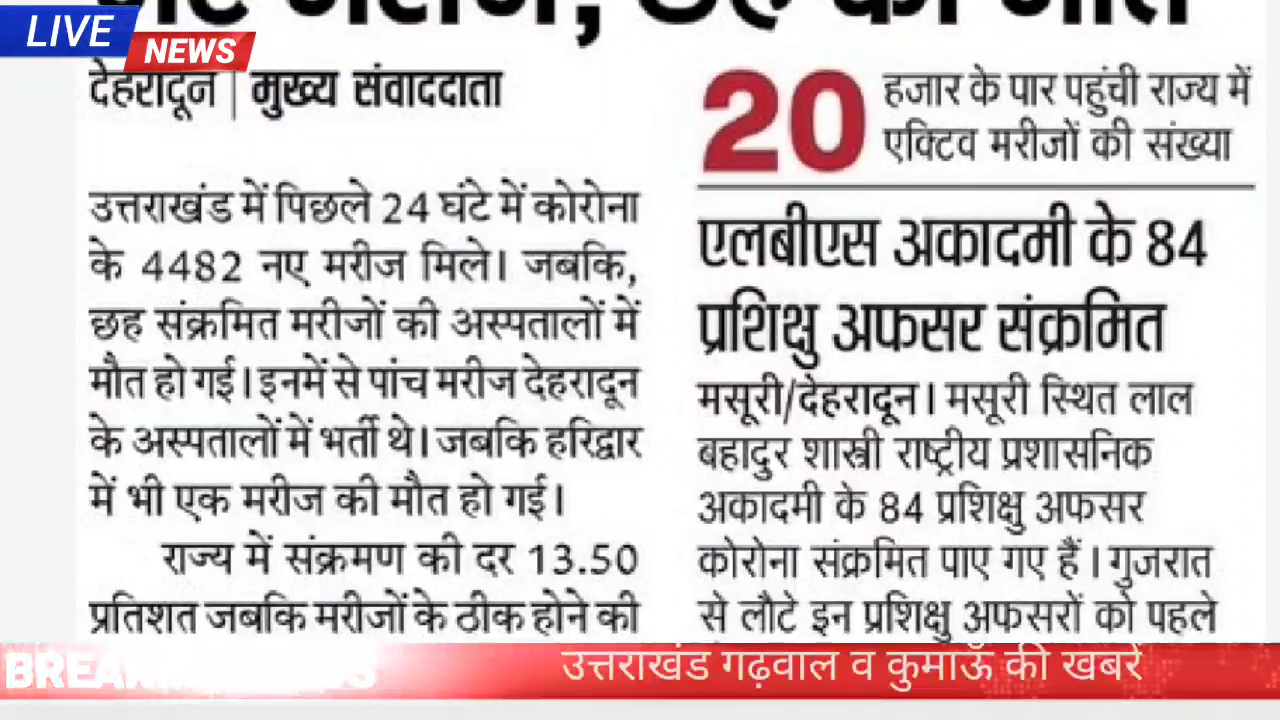 LIVE
NEWS
देहरादून | मुख्य संवाददाता
उत्तराखंड में पिछले 24 घंटे में कोरोना
के 4482 नए मरीज मिले। जबकि,
छह संक्रमित मरीजों की अस्पतालों में
मौत हो गई। इनमें से पांच मरीज देहरादून
के अस्पतालों में भर्ती थे। जबकि हरिद्वार
में भी एक मरीज की मौत हो गई।
राज्य में संक्रमण की दर 13.50
प्रतिशत जबकि मरीजों के ठीक होने की
20 हजार के पार पहुंची राज्य में
एक्टिव मरीजों की संख्या
एलबीएस अकादमी के 84
प्रशिक्षु अफसर संक्रमित
मसूरी/देहरादून। मसूरी स्थित लाल
बहादुर शास्त्री राष्ट्रीय प्रशासनिक
अकादमी के 84 प्रशिक्षु अफसर
कोरोना संक्रमित पाए गए हैं। गुजरात
से लौटे इन प्रशिक्षु अफसरों को पहले
उत्तराखंड गढ़वाल व कुमाऊँ की खबरें